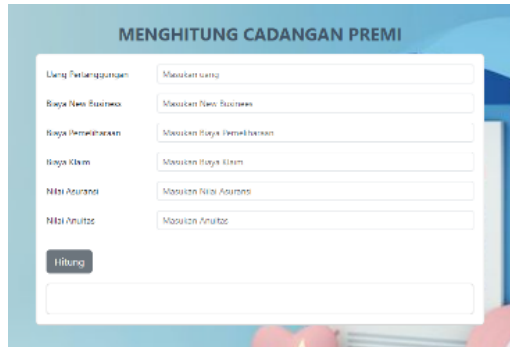 MENGHITUNG CADANGAN PREMI
Uang Pertanggungan
Masukan uang
Biaya New Business
Masukan New Business
Biaya Pemeliharaan
Masukan Biaya Pemeliharaan
Biaya Klaim
Masukan Biaya Klaim
Nilai Asuransi
Masukan Nilai Asuransi
Nilai Anuitas
Masukan Anuitas
Hitung